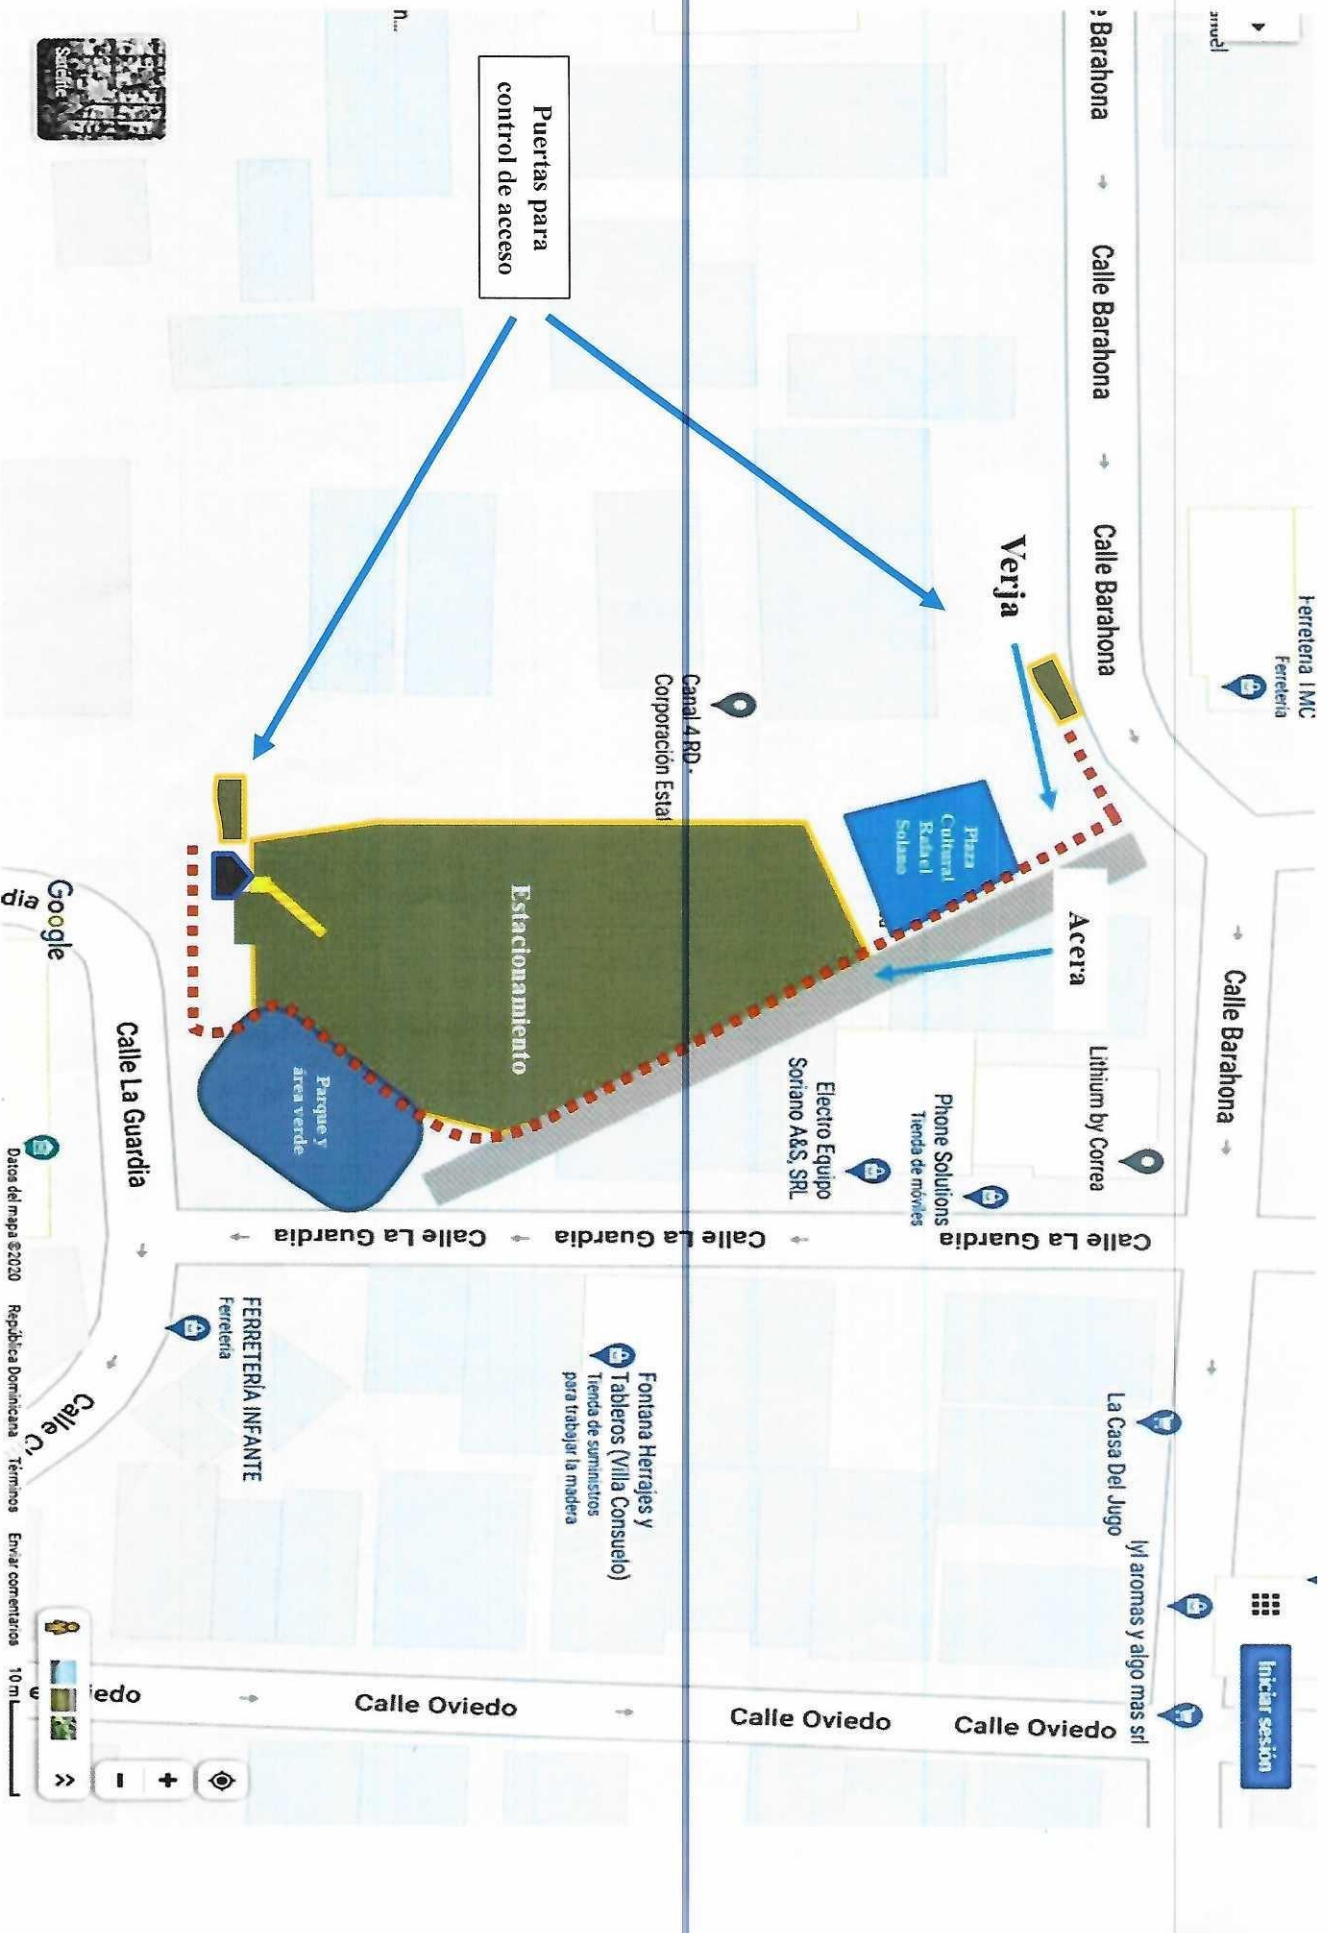 Ferretería IMC
Ferretería
Iniciar sesión
Barahona
Calle Barahona
Calle Barahona
Calle Barahona
Verja
Acera
Lithium by Correa
La Casa Del Jugo
lyl aromas y algo mas srl
Plaza
Cultural
Rafael
Solano
Phone Solutions
Tienda de móviles
Electro Equipo
Soriano A&S, SRL
Canal 4 RD -
Corporación Estat
Puertas para
control de acceso
Estacionamiento
Fontana Herrajes y
Tableros (Villa Consuelo)
Tienda de suministros
para trabajar la madera
Parque y
área verde
FERRETERÍA INFANTE
Ferretería
Calle La Guardia
Calle La Guardia
Calle La Guardia
Calle La Guardia
Calle Oviedo
Calle Oviedo
Calle Oviedo
iedo
n...
Satélite
Google
dia
Calle C
Datos del mapa ©2020 República Dominicana Términos Enviar comentarios 10 m